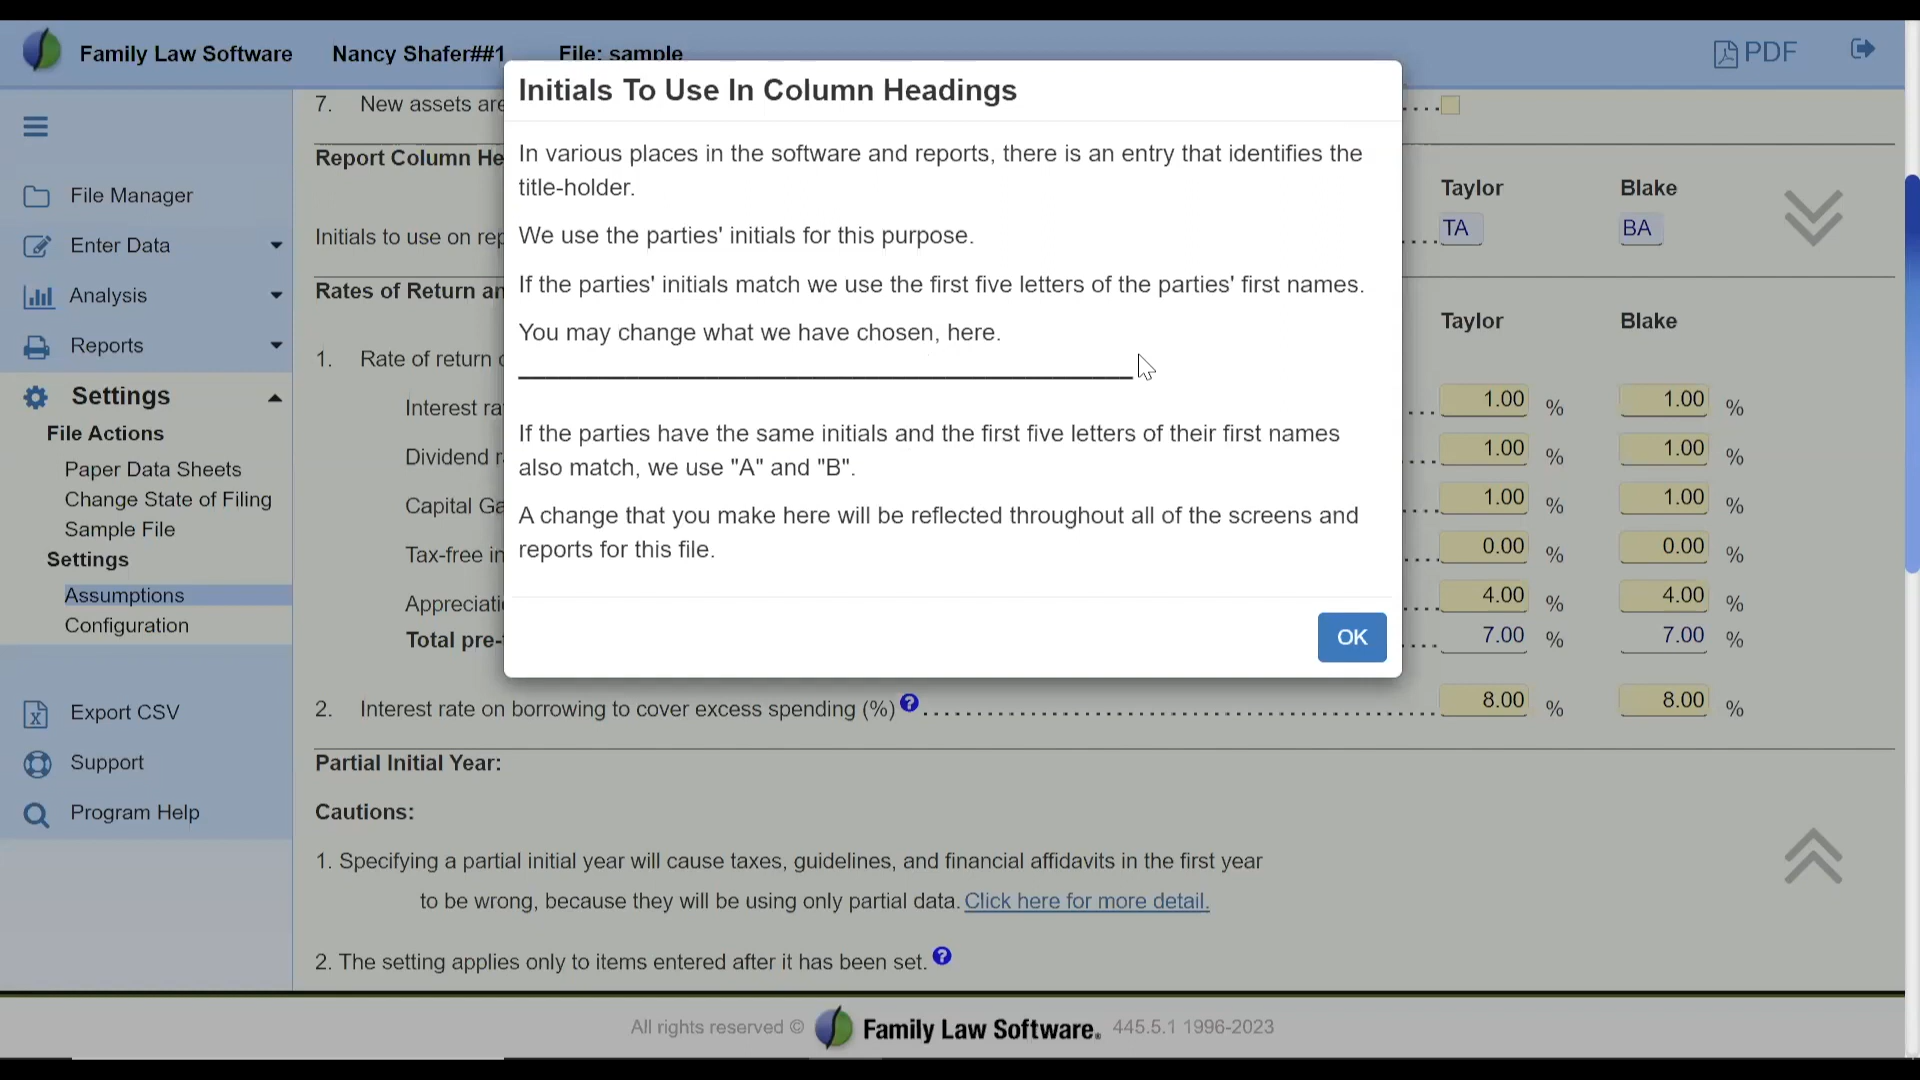 Family Law Software Nancy Shafer##1 File: sample PDF
Initials To Use In Column Headings
In various places in the software and reports, there is an entry that identifies the
title-holder.
We use the parties' initials for this purpose.
If the parties' initials match we use the first five letters of the parties' first names.
You may change what we have chosen, here.
If the parties have the same initials and the first five letters of their first names
also match, we use "A" and "B".
A change that you make here will be reflected throughout all of the screens and
reports for this file.
OK
File Manager
Enter Data
Analysis
Reports
Settings
File Actions
Paper Data Sheets
Change State of Filing
Sample File
Settings
Assumptions
Configuration
Export CSV
Support
Program Help
7. New assets are
Report Column He
Taylor Blake
Initials to use on rep TA BA
Rates of Return an
Taylor Blake
1. Rate of return
Interest ra 1.00 % 1.00 %
Dividend r 1.00 % 1.00 %
Capital Ga 1.00 % 1.00 %
Tax-free in 0.00 % 0.00 %
Appreciati 4.00 % 4.00 %
Total pre- 7.00 % 7.00 %
2. Interest rate on borrowing to cover excess spending (%) ? 8.00 % 8.00 %
Partial Initial Year:
Cautions:
1. Specifying a partial initial year will cause taxes, guidelines, and financial affidavits in the first year
to be wrong, because they will be using only partial data. Click here for more detail.
2. The setting applies only to items entered after it has been set. ?
All rights reserved © Family Law Software. 445.5.1 1996-2023